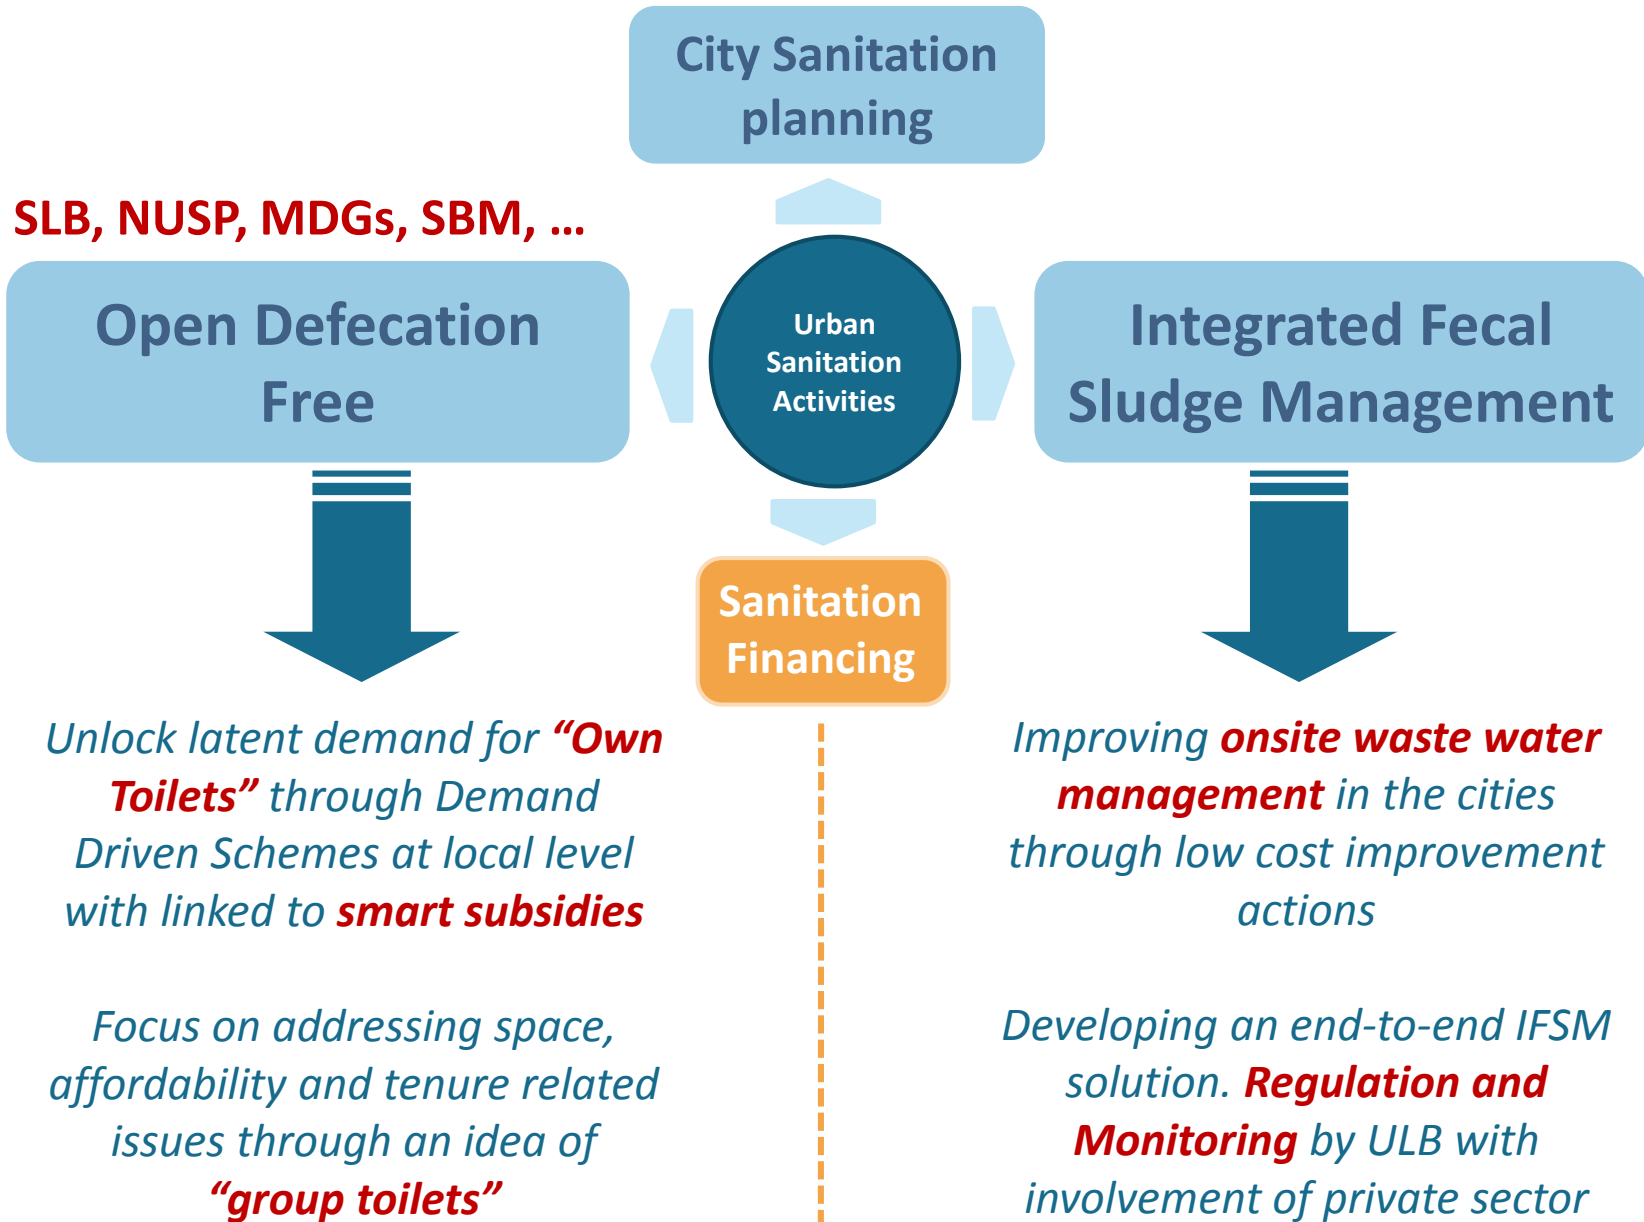 City Sanitation
planning
SLB, NUSP, MDGs, SBM, ...
Open Defecation
Free
Urban
Sanitation
Activities
Integrated Fecal
Sludge Management
Sanitation
Financing
Unlock latent demand for “Own
Toilets” through Demand
Driven Schemes at local level
with linked to smart subsidies
Focus on addressing space,
affordability and tenure related
issues through an idea of
“group toilets”
Improving onsite waste water
management in the cities
through low cost improvement
actions
Developing an end-to-end IFSM
solution. Regulation and
Monitoring by ULB with
involvement of private sector